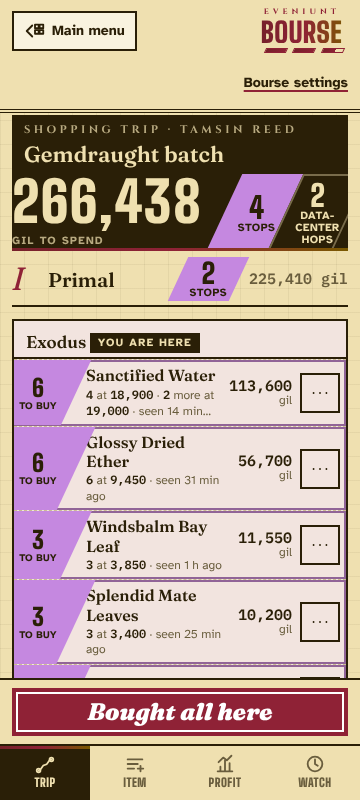 Main menu
EVENIUNT
BOURSE
Bourse settings
SHOPPING TRIP · TAMSIN REED
Gemdraught batch
266,438
GIL TO SPEND
4
STOPS
2
DATA-
CENTER
HOPS
I Primal
2
STOPS
225,410 gil
Exodus YOU ARE HERE
6
TO BUY
Sanctified Water
4 at 18,900 · 2 more at
19,000 · seen 14 min...
113,600
gil
...
6
TO BUY
Glossy Dried
Ether
6 at 9,450 · seen 31 min
ago
56,700
gil
...
3
TO BUY
Windsbalm Bay
Leaf
3 at 3,850 · seen 1 h ago
11,550
gil
...
3
TO BUY
Splendid Mate
Leaves
3 at 3,400 · seen 25 min
ago
10,200
gil
...
Bought all here
TRIP
ITEM
PROFIT
WATCH